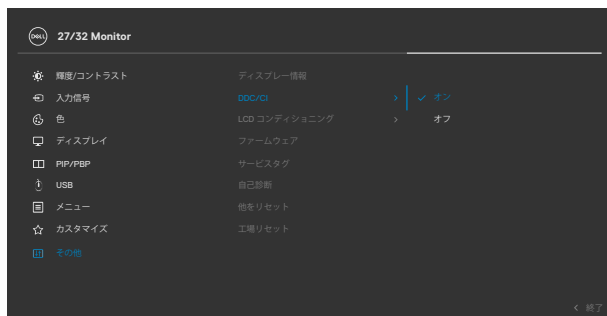 DELL 27/32 Monitor
輝度/コントラスト ディスプレー情報
入力信号 DDC/CI オン
色 LCD コンディショニング オフ
ディスプレイ ファームウェア
PIP/PBP サービスタグ
USB 自己診断
メニュー 他をリセット
カスタマイズ 工場リセット
その他
終了